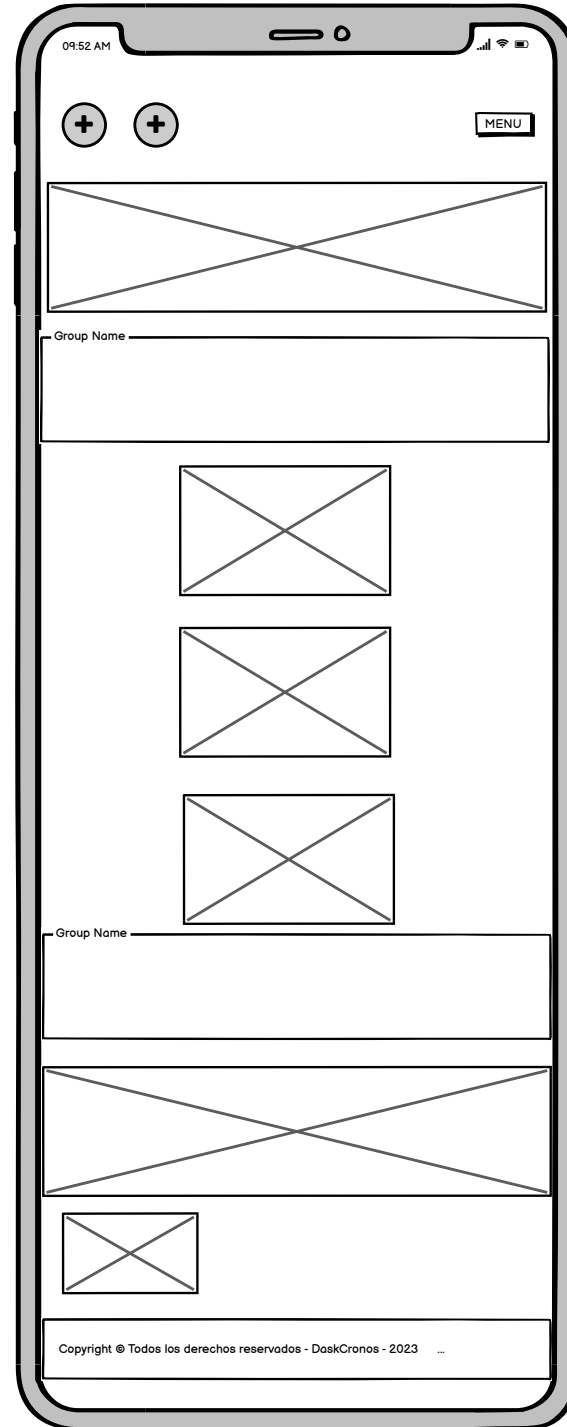 09:52 AM
MENU
Group Name
Group Name
Copyright © Todos los derechos reservados - DaskCronos - 2023 ...